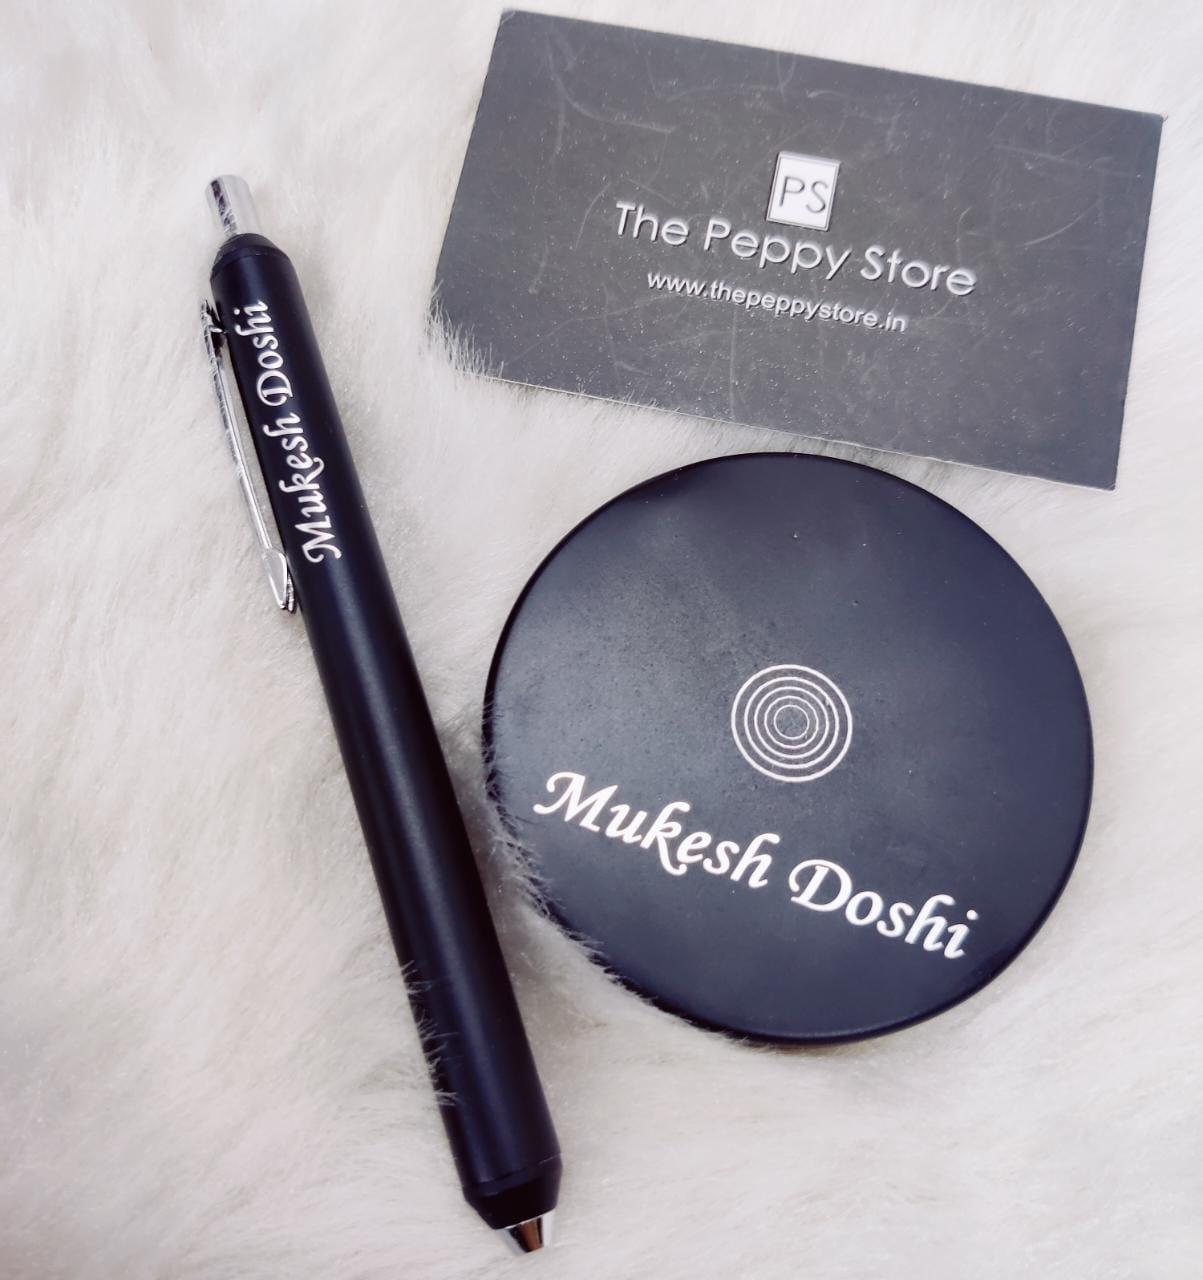 PS
The Peppy Store
www.thepeppystore.in
Mukesh Doshi
Mukesh Doshi